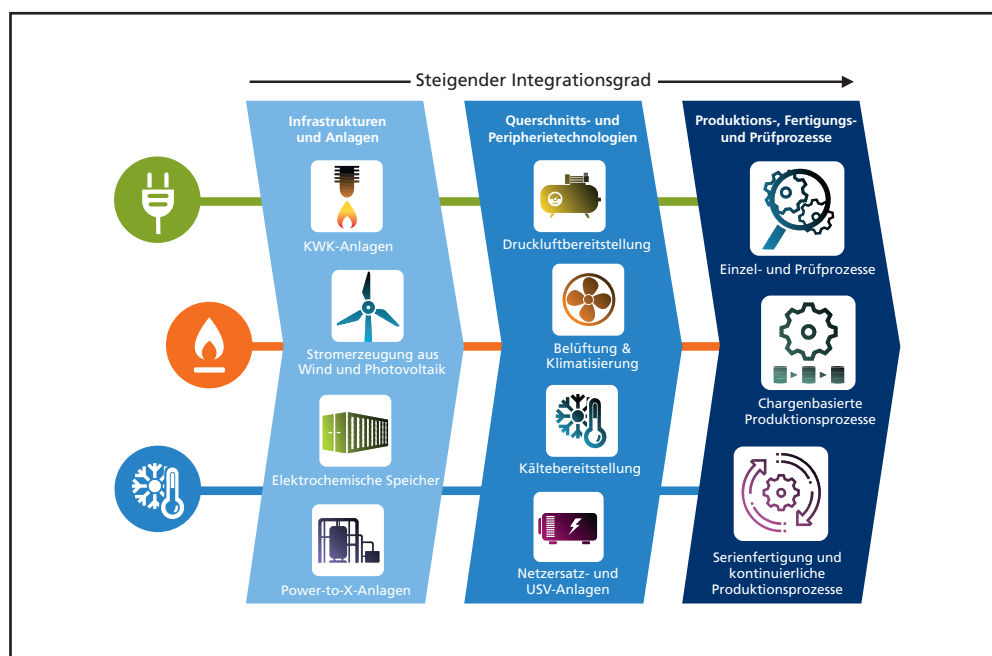 Steigender Integrationsgrad
Infrastrukturen
und Anlagen
KWK-Anlagen
Stromerzeugung aus
Wind und Photovoltaik
Elektrochemische Speicher
Power-to-X-Anlagen
Querschnitts- und
Peripherietechnologien
Druckluftbereitstellung
Belüftung &
Klimatisierung
Kältebereitstellung
Netzersatz- und
USV-Anlagen
Produktions-, Fertigungs-
und Prüfprozesse
Einzel- und Prüfprozesse
Chargenbasierte
Produktionsprozesse
Serienfertigung und
kontinuierliche
Produktionsprozesse